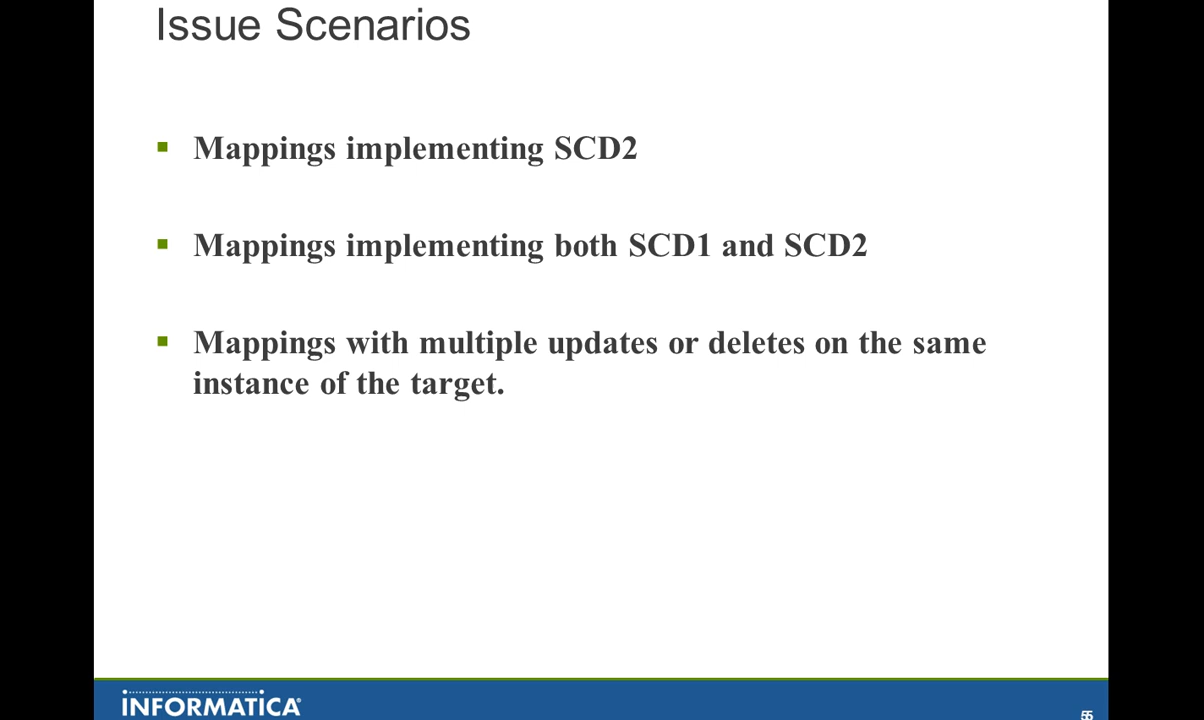 Issue Scenarios
Mappings implementing SCD2
Mappings implementing both SCD1 and SCD2
Mappings with multiple updates or deletes on the same
instance of the target.
INFORMATICA